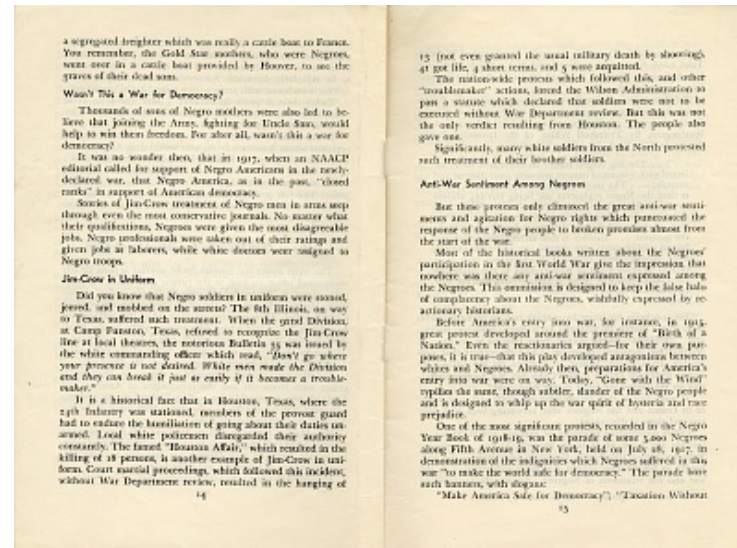 a segregated freighter which was really a cattle boat to France.
You remember, the Gold Star mothers, who were Negroes,
went over in a cattle boat provided by Hoover, to see the
graves of their dead sons.
Wasn't This a War for Democracy?
Thousands of sons of Negro mothers were also led to be-
lieve that joining the Army, fighting for Uncle Sam, would
help to win them freedom. For after all, wasn't this a war for
democracy?
It was no wonder then, that in 1917, when an NAACP
editorial called for support of Negro Americans in the newly-
declared war, that Negro America, as in the past, "closed
ranks" in support of American democracy.
Stories of Jim-Crow treatment of Negro men in arms seep
through even the most conservative journals. No matter what
their qualifications, Negroes were given the most disagreeable
jobs. Negro professionals were taken out of their ratings and
given jobs as laborers, while white doctors were assigned to
Negro troops.
Jim-Crow in Uniform
Did you know that Negro soldiers in uniform were stoned,
jeered, and mobbed on the streets? The 8th Illinois, on way
to Texas, suffered such treatment. When the 92nd Division,
at Camp Funston, Texas, refused to recognize the Jim-Crow
line at local theatres, the notorious Bulletin 35 was issued by
the white commanding officer which read, "Don't go where
your presence is not desired. White men made the Division
and they can break it just as easily if it becomes a trouble-
maker."
It is a historical fact that in Houston, Texas, where the
24th Infantry was stationed, members of the provost guard
had to endure the humiliation of going about their duties un-
armed. Local white policemen disregarded their authority
constantly. The famed "Houston Affair," which resulted in the
killing of 18 persons, is another example of Jim-Crow in uni-
form. Court martial proceedings, which followed this incident,
without War Department review, resulted in the hanging of
14
13 (not even granted the usual military death by shooting),
41 got life, 4 short terms, and 5 were acquitted.
The nation-wide protests which followed this, and other
"troublemaker" actions, forced the Wilson Administration to
pass a statute which declared that soldiers were not to be
executed without War Department review. But this was not
the only verdict resulting from Houston. The people also
gave one.
Significantly, many white soldiers from the North protested
such treatment of their brother soldiers.
Anti-War Sentiment Among Negroes
But these protests only climaxed the great anti-war senti-
ments and agitation for Negro rights which punctuated the
response of the Negro people to broken promises almost from
the start of the war.
Most of the historical books written about the Negroes'
participation in the first World War give the impression that
nowhere was there any anti-war sentiment expressed among
the Negroes. This ommission is designed to keep the false halo
of complacency about the Negroes, wishfully expressed by re-
actionary historians.
Before America's entry into war, for instance, in 1915,
great protest developed around the premiere of "Birth of a
Nation." Even the reactionaries argued—for their own pur-
poses, it is true—that this play developed antagonisms between
whites and Negroes. Already then, preparations for America's
entry into war were on way. Today, "Gone with the Wind"
typifies the same, though subtler, slander of the Negro people
and is designed to whip up the war spirit of hysteria and race
prejudice.
One of the most significant protests, recorded in the Negro
Year Book of 1918-19, was the parade of some 5,000 Negroes
along Fifth Avenue in New York, held on July 28, 1917, in
demonstration of the indignities which Negroes suffered in this
war "to make the world safe for democracy." The parade bore
such banners, with slogans:
"Make America Safe for Democracy"; "Taxation Without
15